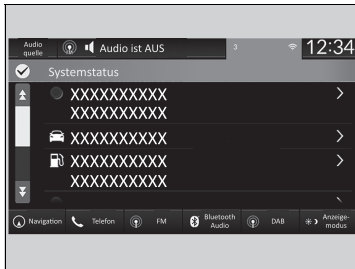 Audio
quelle
Audio ist AUS
3
12:34
Systemstatus
XXXXXXXXXX
XXXXXXXXXX
XXXXXXXXXX
XXXXXXXXXX
XXXXXXXXXX
Navigation
Telefon
FM
Bluetooth
Audio
DAB
Anzeige-
modus